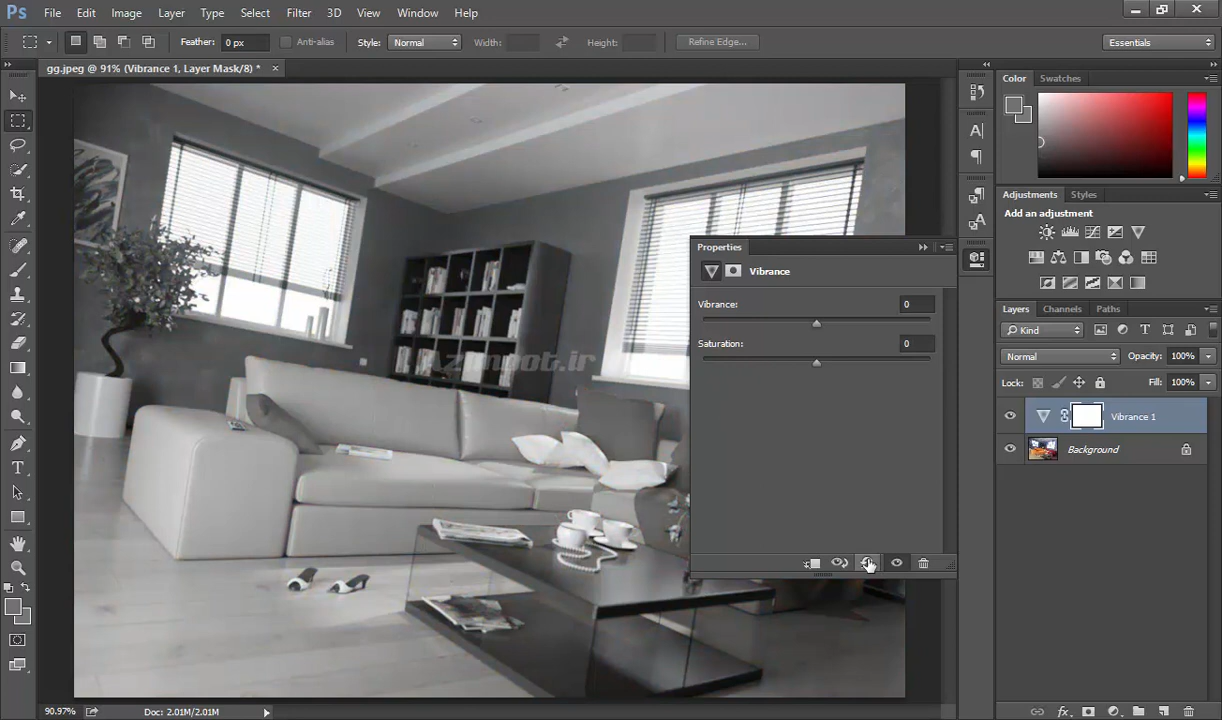 Ps File Edit Image Layer Type Select Filter 3D View Window Help
Feather: 0 px Anti-alias Style: Normal Width: Height: Refine Edge... Essentials
gg.jpeg @ 91% (Vibrance 1, Layer Mask/8) *
Color Swatches
Adjustments Styles
Add an adjustment
Properties
Vibrance
Vibrance: 0
Saturation: 0
Layers Channels Paths
Kind
Normal Opacity: 100%
Lock: Fill: 100%
Vibrance 1
Background
90.97% Doc: 2.01M/2.01M